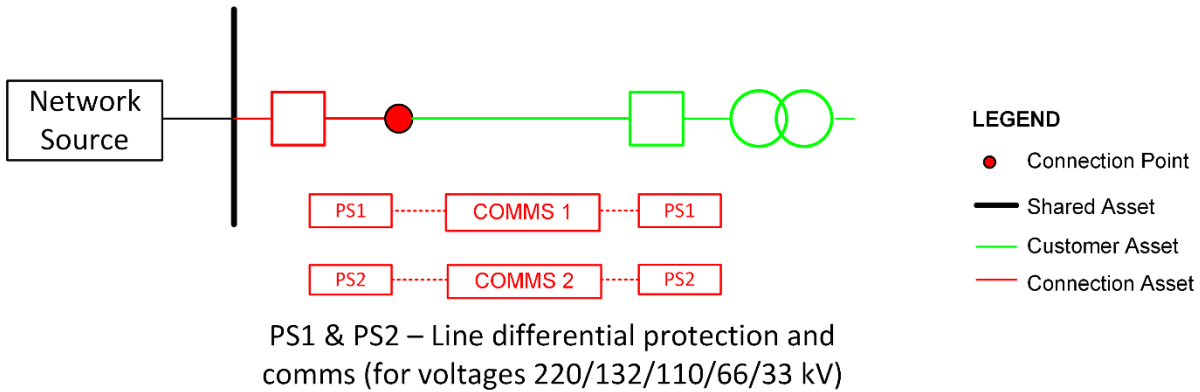 Network
Source
LEGEND
Connection Point
Shared Asset
Customer Asset
Connection Asset
PS1 COMMS 1 PS1
PS2 COMMS 2 PS2
PS1 & PS2 – Line differential protection and
comms (for voltages 220/132/110/66/33 kV)